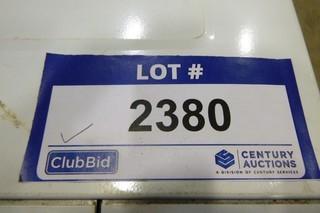 LOT #
2380
ClubBid
CENTURY
AUCTIONS
A DIVISION OF CENTURY SERVICES